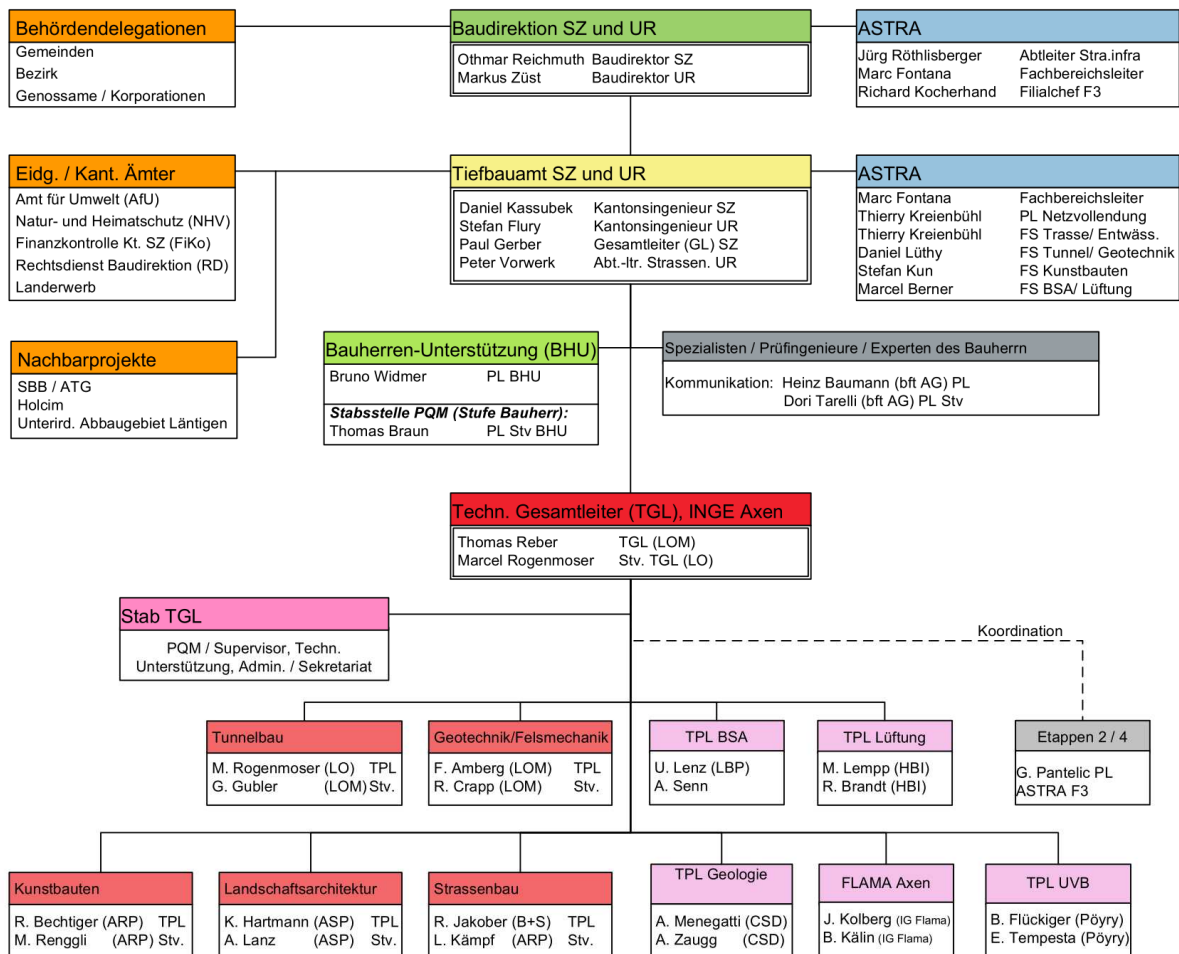 Behördendelegationen
Gemeinden
Bezirk
Genossame / Korporationen
Baudirektion SZ und UR
Othmar Reichmuth Baudirektor SZ
Markus Züst Baudirektor UR
ASTRA
Jürg Röthlisberger Abtleiter Stra.infra
Marc Fontana Fachbereichsleiter
Richard Kocherhand Filialchef F3
Eidg. / Kant. Ämter
Amt für Umwelt (AfU)
Natur- und Heimatschutz (NHV)
Finanzkontrolle Kt. SZ (FiKo)
Rechtsdienst Baudirektion (RD)
Landerwerb
Tiefbauamt SZ und UR
Daniel Kassubek Kantonsingenieur SZ
Stefan Flury Kantonsingenieur UR
Paul Gerber Gesamtleiter (GL) SZ
Peter Vorwerk Abt.-ltr. Strassen. UR
ASTRA
Marc Fontana Fachbereichsleiter
Thierry Kreienbühl PL Netzvollendung
Thierry Kreienbühl FS Trasse/ Entwäss.
Daniel Lüthy FS Tunnel/ Geotechnik
Stefan Kun FS Kunstbauten
Marcel Berner FS BSA/ Lüftung
Nachbarprojekte
SBB / ATG
Holcim
Unterird. Abbaugebiet Läntigen
Bauherren-Unterstützung (BHU)
Bruno Widmer PL BHU
Stabsstelle PQM (Stufe Bauherr):
Thomas Braun PL Stv BHU
Spezialisten / Prüfingenieure / Experten des Bauherrn
Kommunikation: Heinz Baumann (bft AG) PL
Dori Tarelli (bft AG) PL Stv
Techn. Gesamtleiter (TGL), INGE Axen
Thomas Reber TGL (LOM)
Marcel Rogenmoser Stv. TGL (LO)
Stab TGL
PQM / Supervisor, Techn.
Unterstützung, Admin. / Sekretariat
Koordination
Tunnelbau
M. Rogenmoser (LO) TPL
G. Gubler (LOM) Stv.
Geotechnik/Felsmechanik
F. Amberg (LOM) TPL
R. Crapp (LOM) Stv.
TPL BSA
U. Lenz (LBP)
A. Senn
TPL Lüftung
M. Lempp (HBI)
R. Brandt (HBI)
Etappen 2 / 4
G. Pantelic PL
ASTRA F3
Kunstbauten
R. Bechtiger (ARP) TPL
M. Renggli (ARP) Stv.
Landschaftsarchitektur
K. Hartmann (ASP) TPL
A. Lanz (ASP) Stv.
Strassenbau
R. Jakober (B+S) TPL
L. Kämpf (ARP) Stv.
TPL Geologie
A. Menegatti (CSD)
A. Zaugg (CSD)
FLAMA Axen
J. Kolberg (IG Flama)
B. Kälin (IG Flama)
TPL UVB
B. Flückiger (Pöyry)
E. Tempesta (Pöyry)